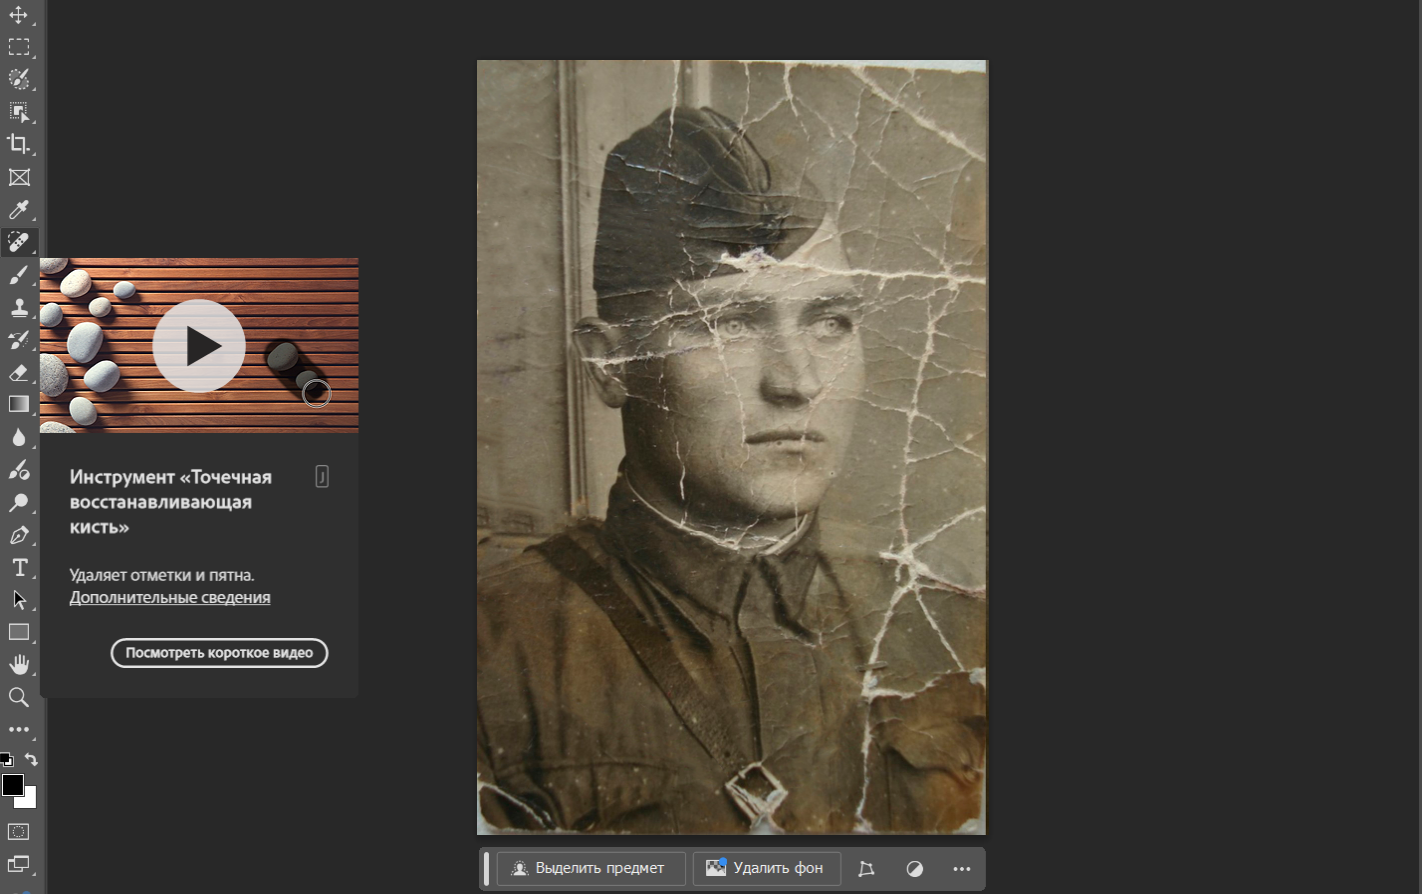 Инструмент «Точечная
восстанавливающая
кисть»
J
Удаляет отметки и пятна.
Дополнительные сведения
Посмотреть короткое видео
Выделить предмет
Удалить фон